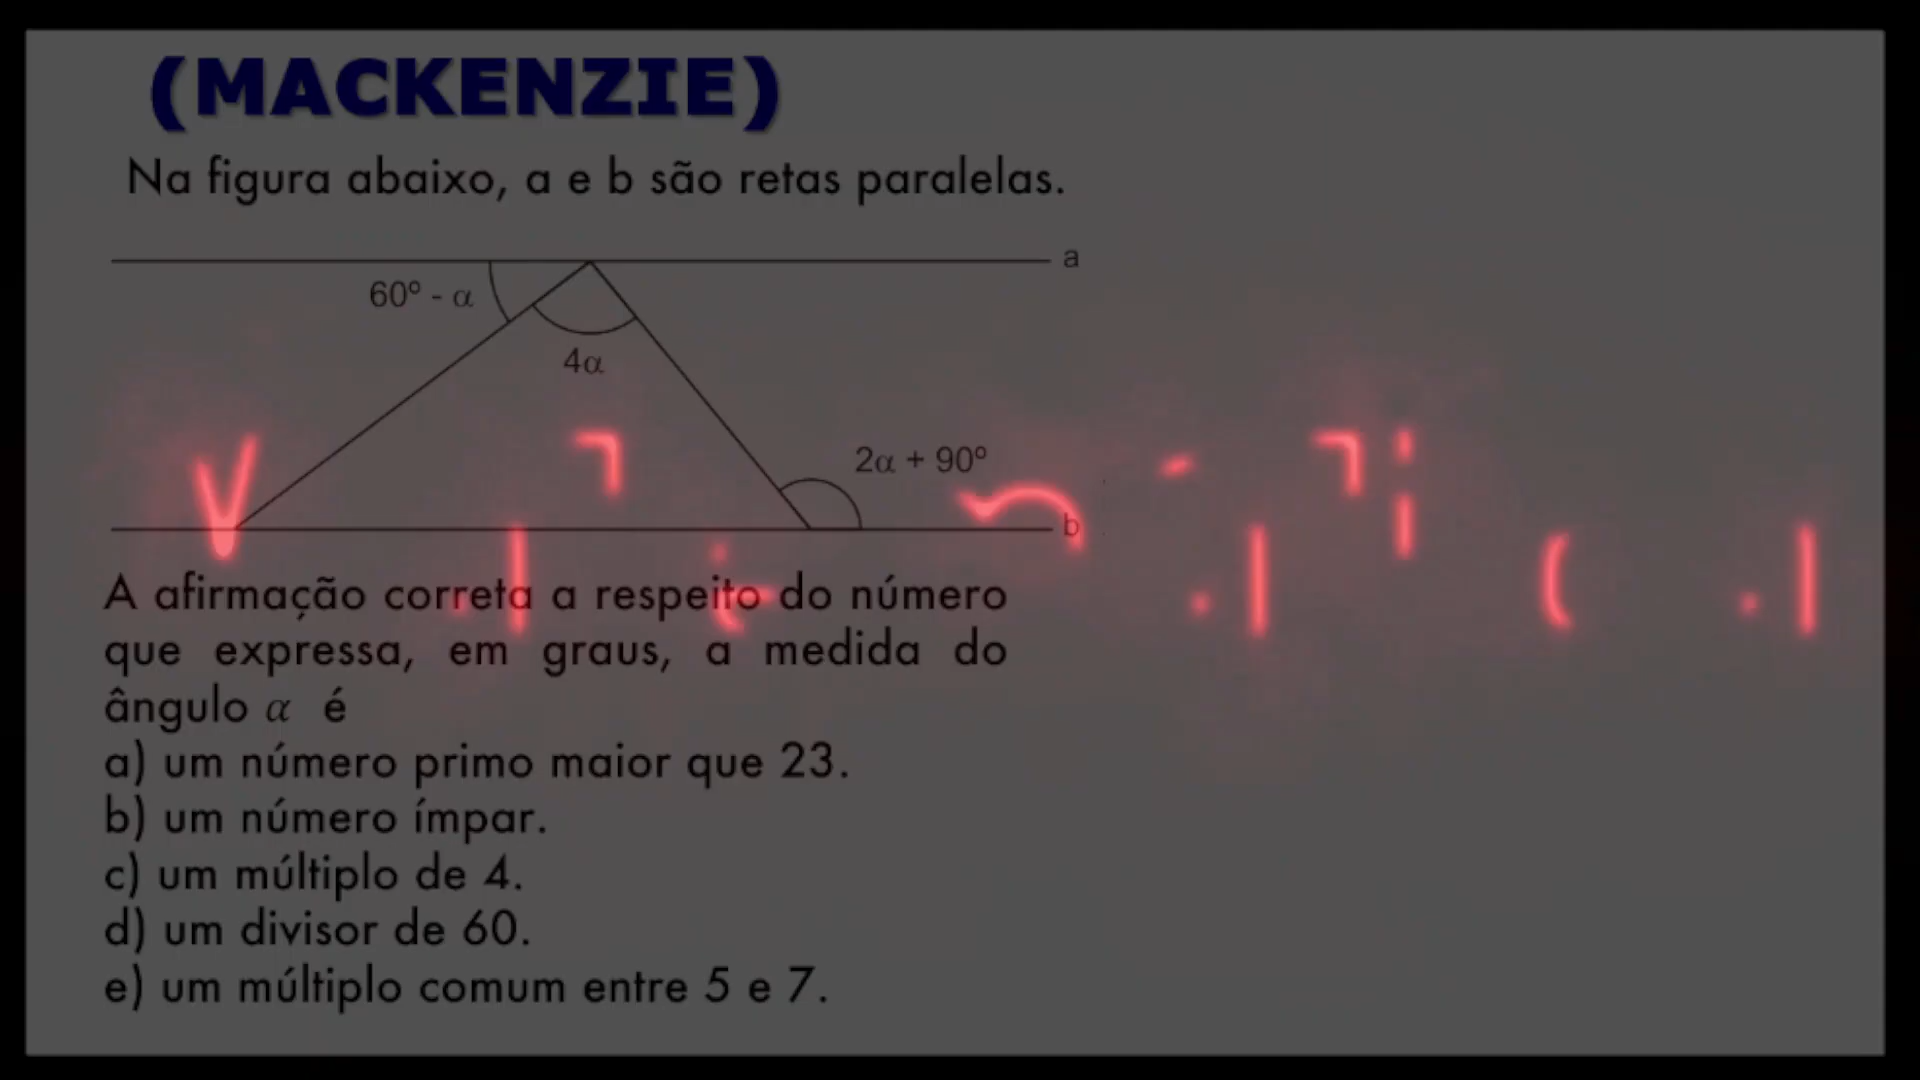 (MACKENZIE)
Na figura abaixo, a e b são retas paralelas.
a
60º - α
4α
2α + 90º
b
A afirmação correta a respeito do número
que expressa, em graus, a medida do
ângulo α é
a) um número primo maior que 23.
b) um número ímpar.
c) um múltiplo de 4.
d) um divisor de 60.
e) um múltiplo comum entre 5 e 7.